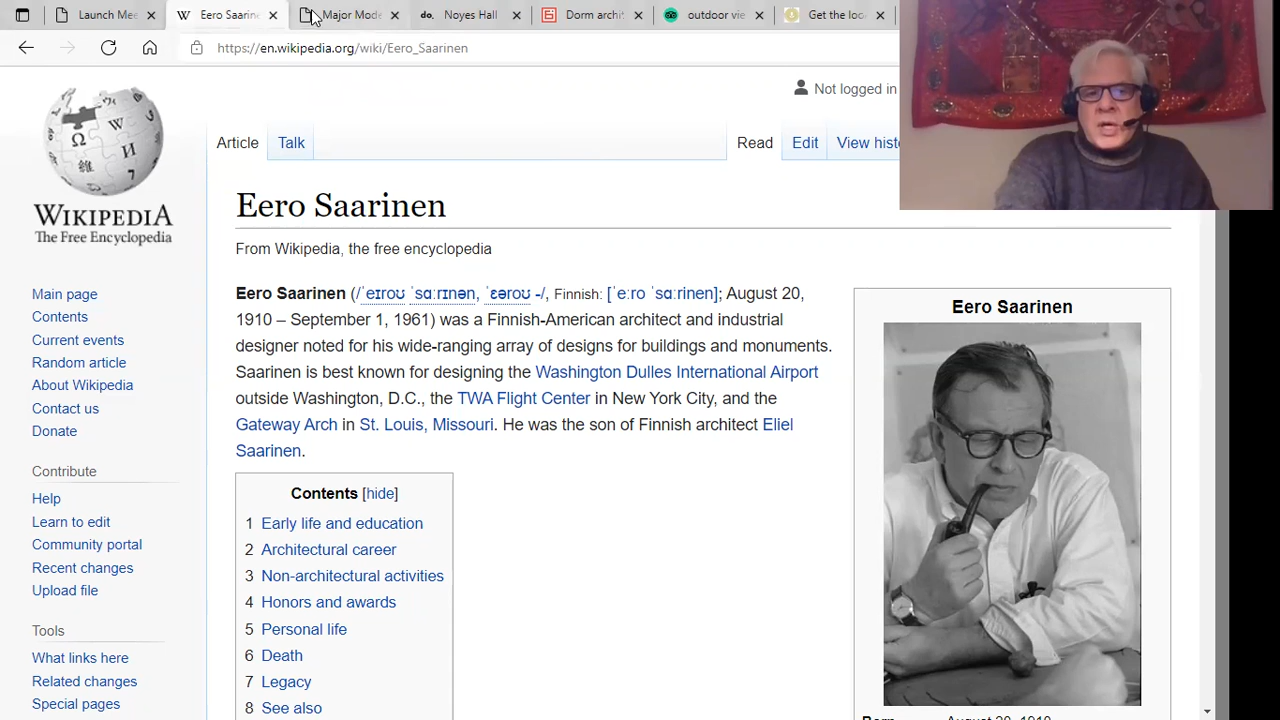 Launch Mee
Eero Saarine
Major Mode
do. Noyes Hall
Dorm archit
outdoor vie
Get the loc
https://en.wikipedia.org/wiki/Eero_Saarinen
Not logged in
Article
Talk
Read
Edit
View hist
WIKIPEDIA
The Free Encyclopedia
Main page
Contents
Current events
Random article
About Wikipedia
Contact us
Donate
Contribute
Help
Learn to edit
Community portal
Recent changes
Upload file
Tools
What links here
Related changes
Special pages
Eero Saarinen
From Wikipedia, the free encyclopedia
Eero Saarinen (/ˈeɪroʊ ˈsɑːrɪnən, ˈɛəroʊ -/, Finnish: [ˈeːro ˈsɑːrinen]; August 20,
1910 – September 1, 1961) was a Finnish-American architect and industrial
designer noted for his wide-ranging array of designs for buildings and monuments.
Saarinen is best known for designing the Washington Dulles International Airport
outside Washington, D.C., the TWA Flight Center in New York City, and the
Gateway Arch in St. Louis, Missouri. He was the son of Finnish architect Eliel
Saarinen.
Contents [hide]
1 Early life and education
2 Architectural career
3 Non-architectural activities
4 Honors and awards
5 Personal life
6 Death
7 Legacy
8 See also
Eero Saarinen